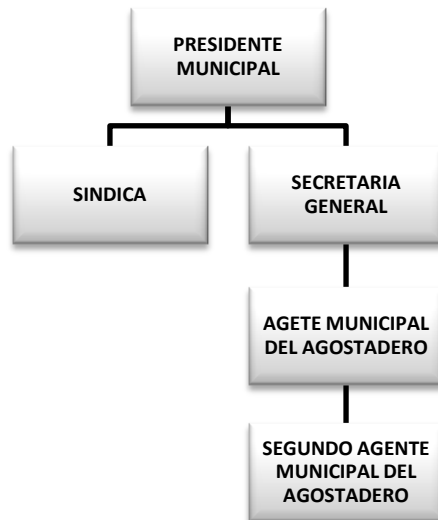 PRESIDENTE
MUNICIPAL
SINDICA
SECRETARIA
GENERAL
AGETE MUNICIPAL
DEL AGOSTADERO
SEGUNDO AGENTE
MUNICIPAL DEL
AGOSTADERO